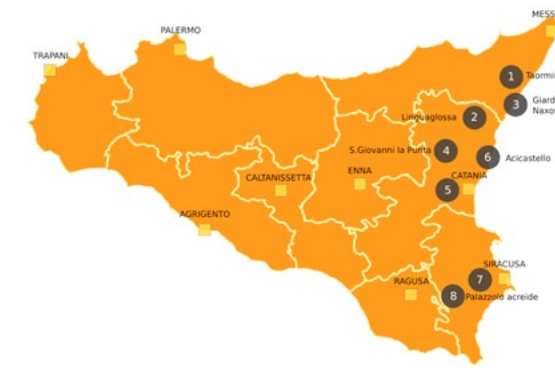 MESS
PALERMO
TRAPANI
1 Taormin
3 Giard
Naxo
2 Linguaglossa
4 S.Giovanni la Punta
6 Acicastello
ENNA
CATANIA
CALTANISSETTA
5
AGRIGENTO
SIRACUSA
7
RAGUSA
8 Palazzolo acreide